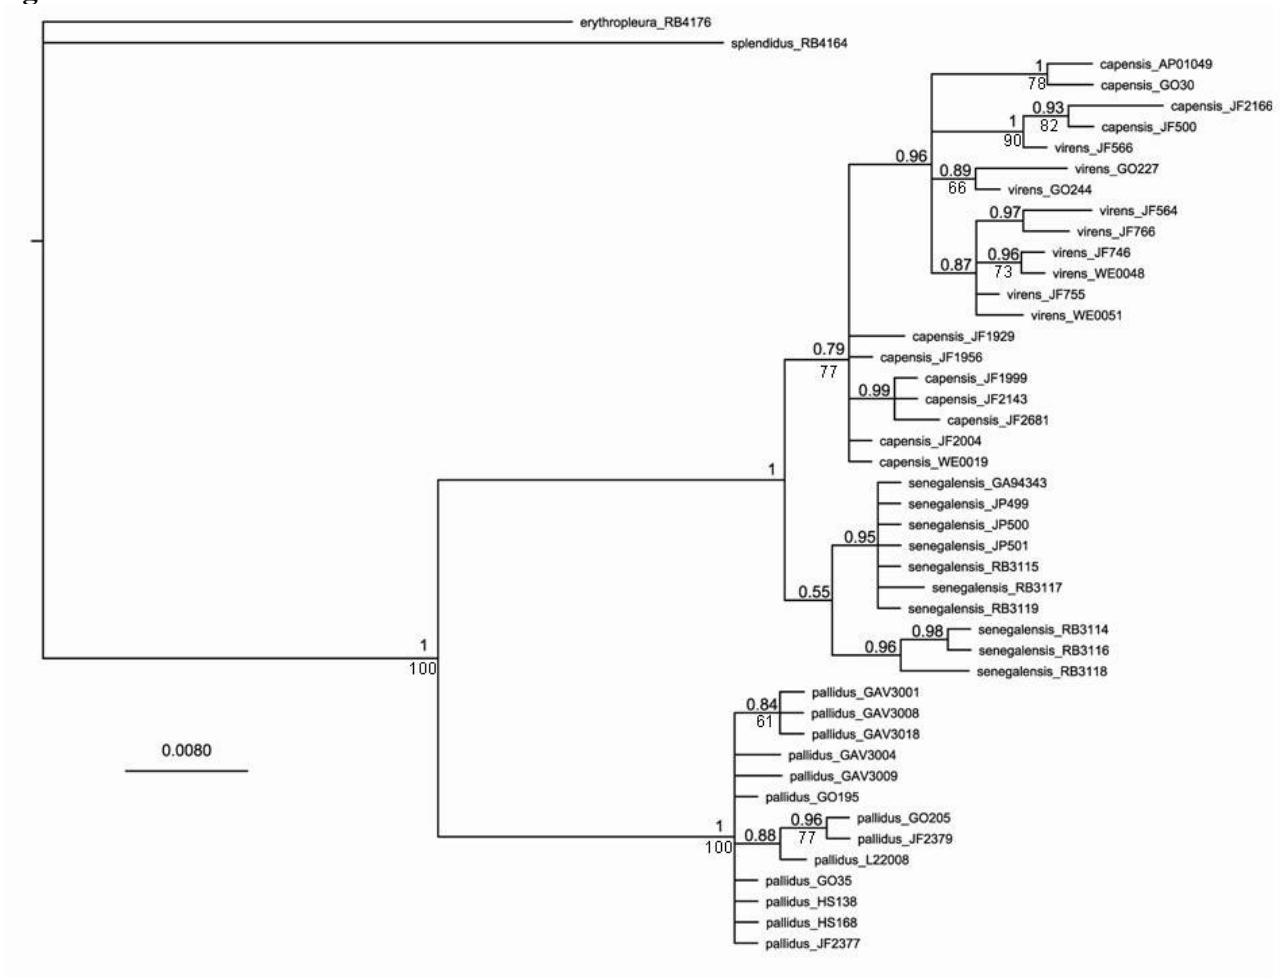 erythropleura_RB4176
splendidus_RB4164
1 capensis_AP01049
78 capensis_GO30
0.93 capensis_JF2166
1 82 capensis_JF500
90 virens_JF566
0.96 0.89 virens_GO227
66 virens_GO244
0.97 virens_JF564
virens_JF766
0.96 virens_JF746
0.87 73 virens_WE0048
virens_JF755
virens_WE0051
capensis_JF1929
0.79 capensis_JF1956
77 capensis_JF1999
0.99 capensis_JF2143
capensis_JF2681
capensis_JF2004
1 capensis_WE0019
senegalensis_GA94343
senegalensis_JP499
senegalensis_JP500
0.95 senegalensis_JP501
senegalensis_RB3115
0.55 senegalensis_RB3117
senegalensis_RB3119
0.98 senegalensis_RB3114
1 0.96 senegalensis_RB3116
100 senegalensis_RB3118
pallidus_GAV3001
0.84 pallidus_GAV3008
61 pallidus_GAV3018
0.0080 pallidus_GAV3004
pallidus_GAV3009
pallidus_GO195
0.96 pallidus_GO205
1 0.88 77 pallidus_JF2379
100 pallidus_L22008
pallidus_GO35
pallidus_HS138
pallidus_HS168
pallidus_JF2377